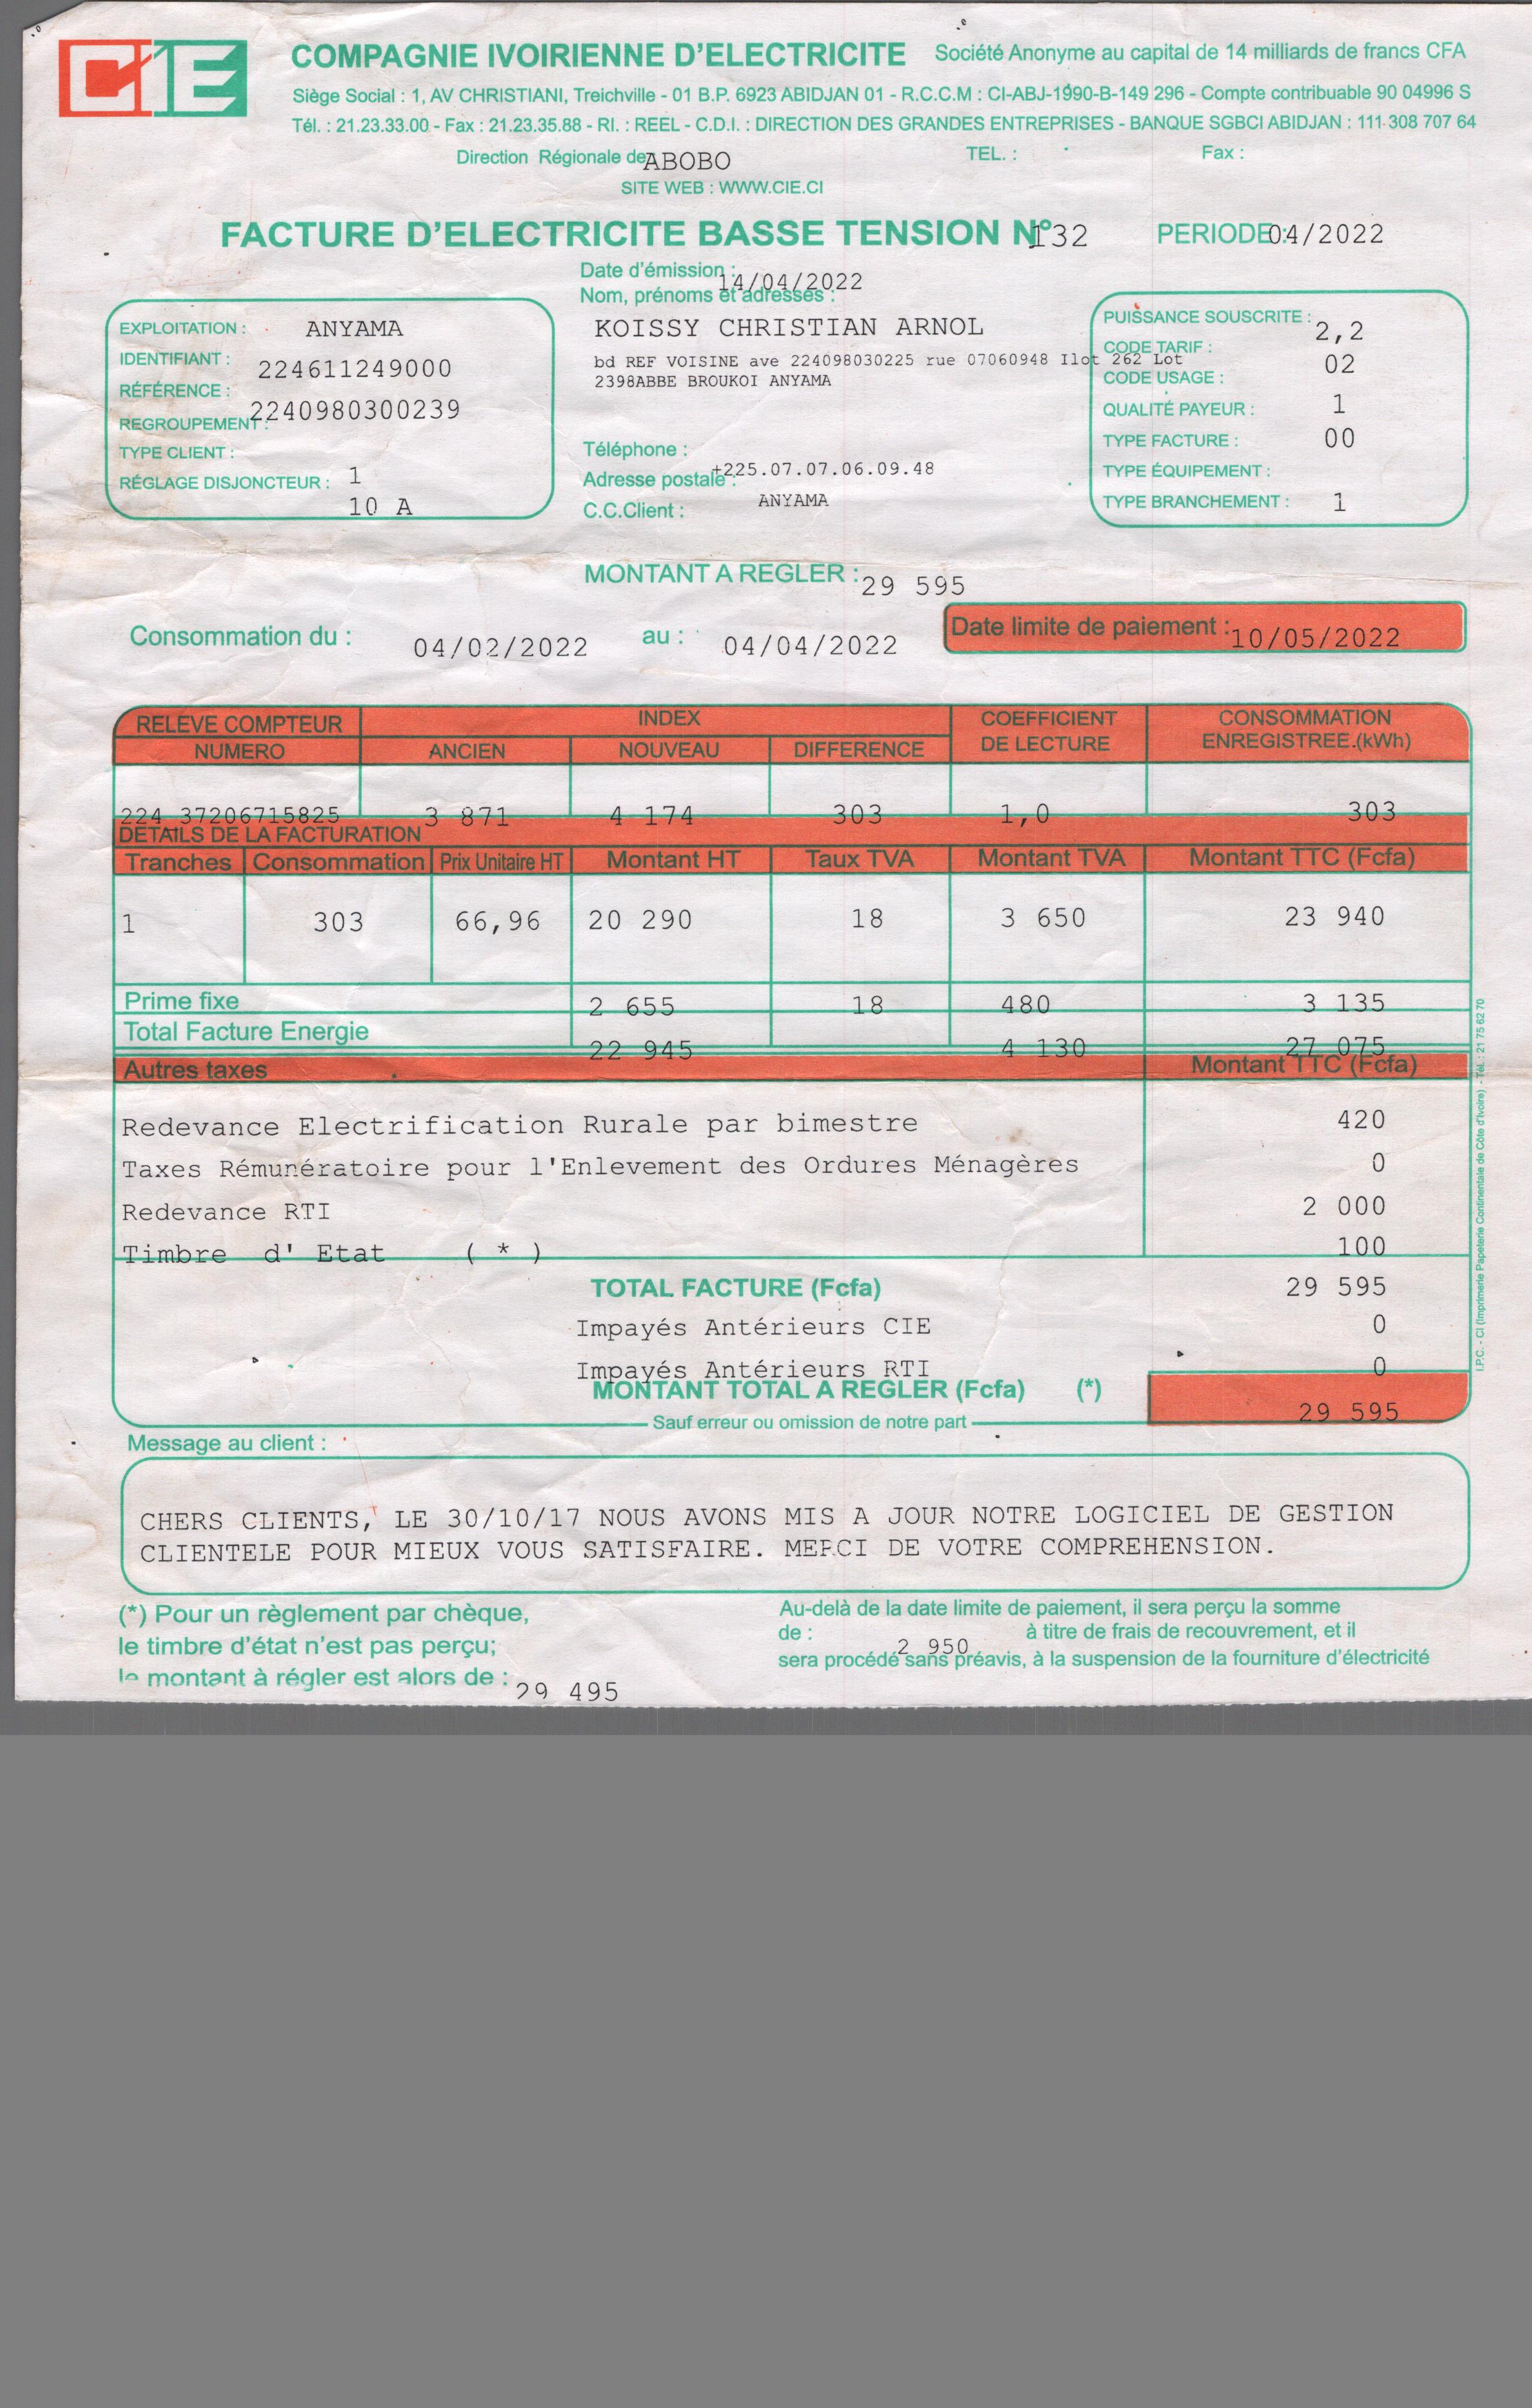 CIE
COMPAGNIE IVOIRIENNE D'ELECTRICITE Société Anonyme au capital de 14 milliards de francs CFA
Siège Social : 1, AV CHRISTIANI, Treichville - 01 B.P. 6923 ABIDJAN 01 - R.C.C.M : CI-ABJ-1990-B-149 296 - Compte contribuable 90 04996 S
Tél. : 21.23.33.00 - Fax : 21.23.35.88 - RI. : REEL - C.D.I. : DIRECTION DES GRANDES ENTREPRISES - BANQUE SGBCI ABIDJAN : 111 308 707 64
Direction Régionale de ABOBO TEL. : Fax :
SITE WEB : WWW.CIE.CI
FACTURE D'ELECTRICITE BASSE TENSION N° 132 PERIODE : 04/2022
Date d'émission : 14/04/2022
Nom, prénoms et adresses :
EXPLOITATION : ANYAMA
IDENTIFIANT : 224611249000
RÉFÉRENCE :
REGROUPEMENT : 2240980300239
TYPE CLIENT :
RÉGLAGE DISJONCTEUR : 1
10 A
KOISSY CHRISTIAN ARNOL
bd REF VOISINE ave 224098030225 rue 07060948 Ilot 262 Lot
2398ABBE BROUKOI ANYAMA
Téléphone :
Adresse postale : +225.07.07.06.09.48
C.C.Client : ANYAMA
PUISSANCE SOUSCRITE : 2,2
CODE TARIF :
CODE USAGE : 02
QUALITÉ PAYEUR : 1
TYPE FACTURE : 00
TYPE ÉQUIPEMENT :
TYPE BRANCHEMENT : 1
MONTANT A REGLER : 29 595
Consommation du : 04/02/2022 au : 04/04/2022 Date limite de paiement : 10/05/2022
RELEVE COMPTEUR INDEX COEFFICIENT CONSOMMATION
NUMERO ANCIEN NOUVEAU DIFFERENCE DE LECTURE ENREGISTREE.(kWh)
224 37206715825 3 871 4 174 303 1,0 303
DETAILS DE LA FACTURATION
Tranches Consommation Prix Unitaire HT Montant HT Taux TVA Montant TVA Montant TTC (Fcfa)
1 303 66,96 20 290 18 3 650 23 940
Prime fixe 2 655 18 480 3 135
Total Facture Energie 22 945 4 130 27 075
Autres taxes Montant TTC (Fcfa)
Redevance Electrification Rurale par bimestre 420
Taxes Rémunératoire pour l'Enlevement des Ordures Ménagères 0
Redevance RTI 2 000
Timbre d' Etat ( * ) 100
TOTAL FACTURE (Fcfa) 29 595
Impayés Antérieurs CIE 0
Impayés Antérieurs RTI 0
MONTANT TOTAL A REGLER (Fcfa) (*) 29 595
Sauf erreur ou omission de notre part
I.P.C. - CI (Imprimerie Papeterie Continentale de Côte d'Ivoire) - Tél.: 21 75 62 70
Message au client :
CHERS CLIENTS, LE 30/10/17 NOUS AVONS MIS A JOUR NOTRE LOGICIEL DE GESTION
CLIENTELE POUR MIEUX VOUS SATISFAIRE. MERCI DE VOTRE COMPREHENSION.
(*) Pour un règlement par chèque,
le timbre d'état n'est pas perçu;
le montant à régler est alors de : 29 495
Au-delà de la date limite de paiement, il sera perçu la somme
de : 2 950 à titre de frais de recouvrement, et il
sera procédé sans préavis, à la suspension de la fourniture d'électricité